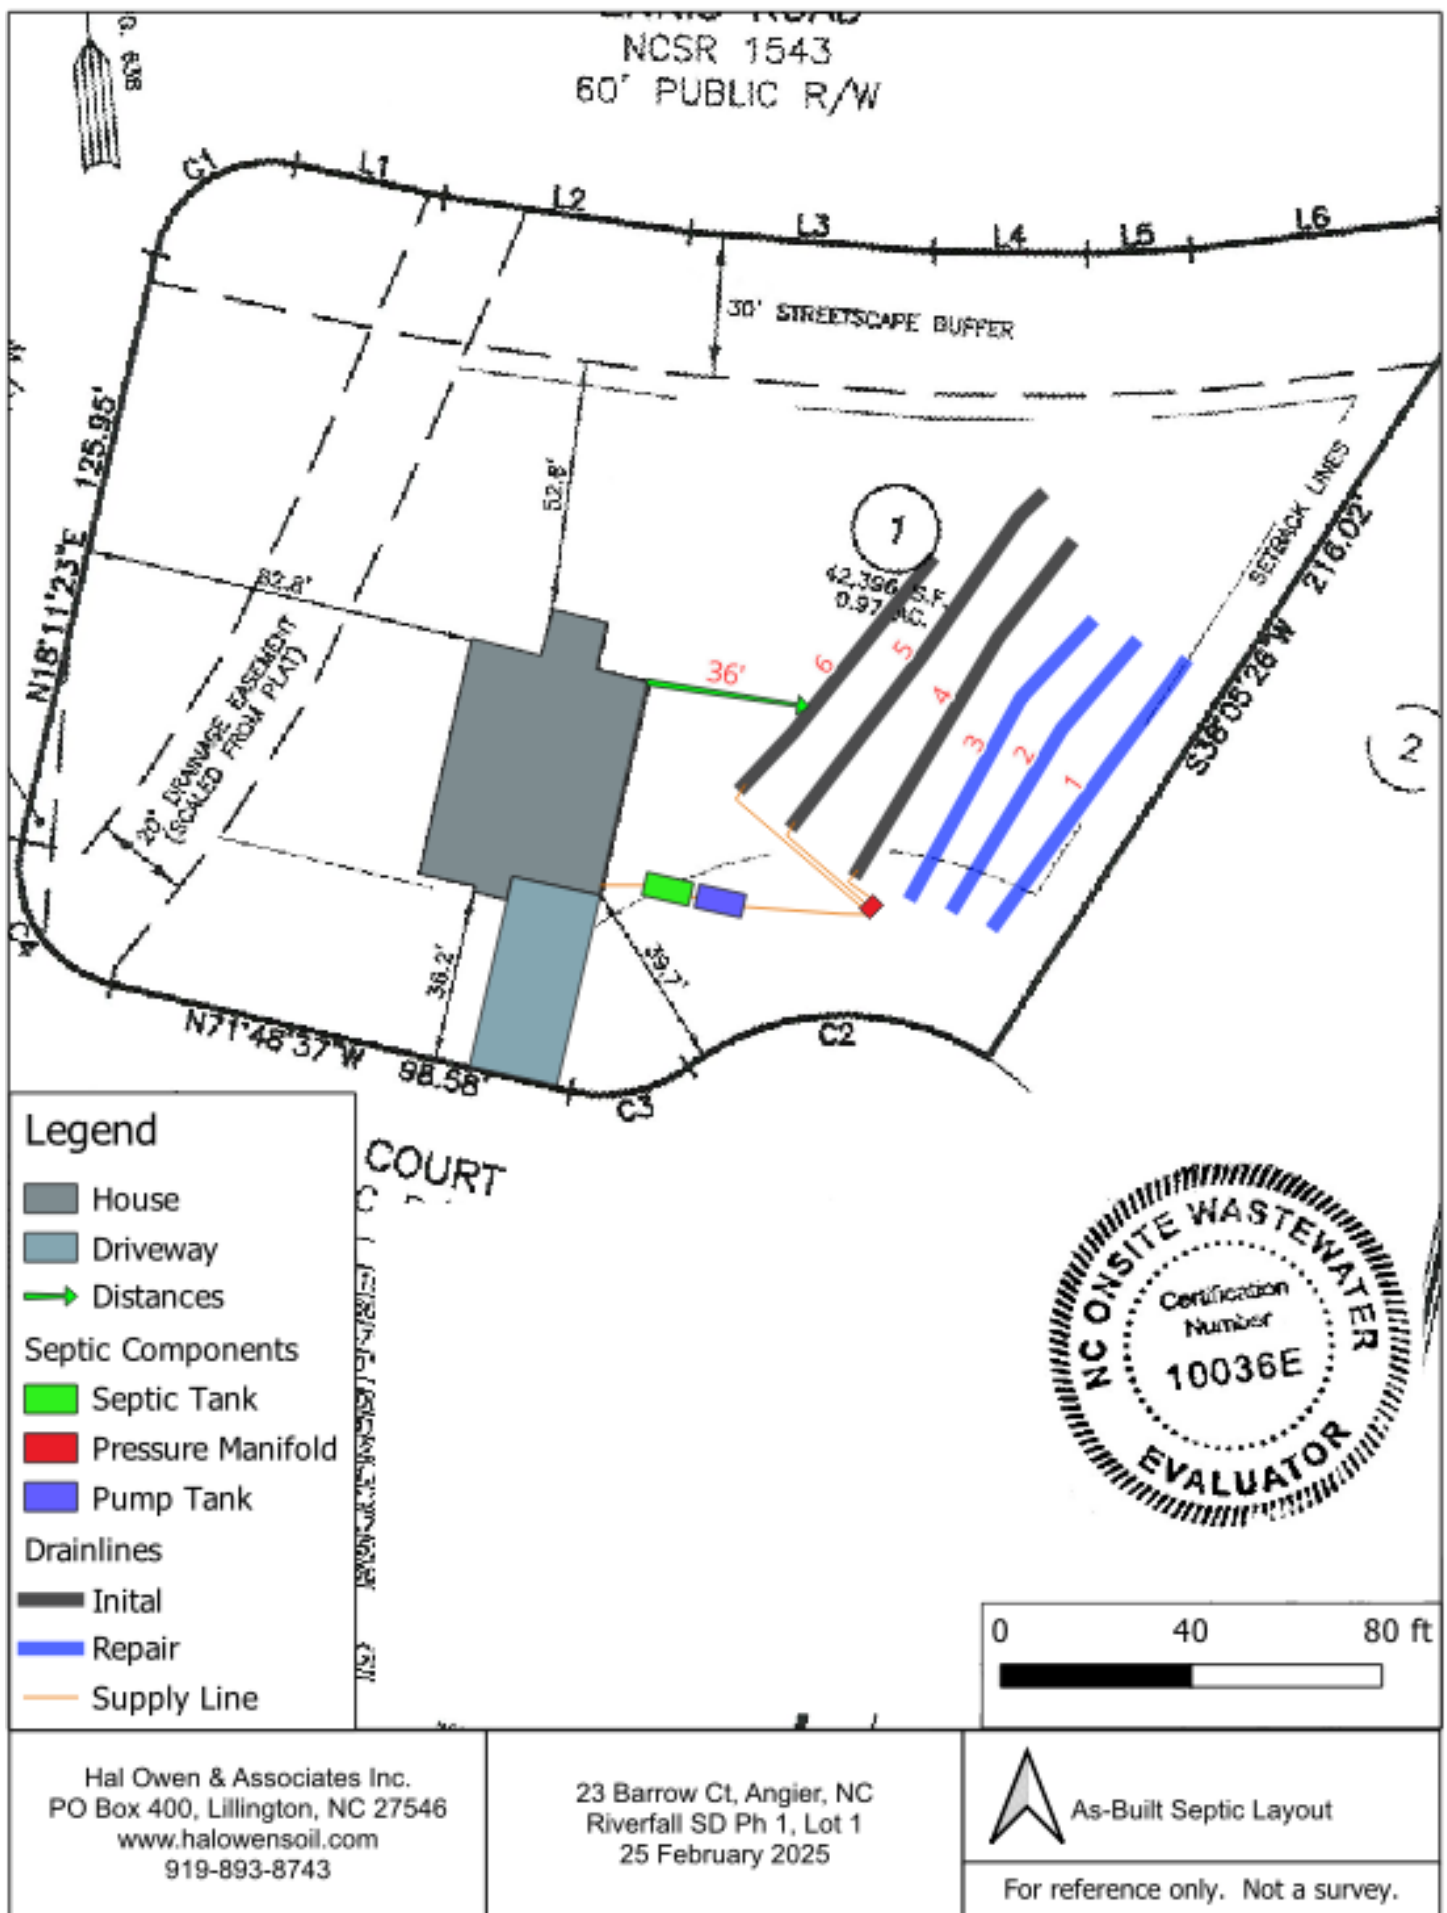 ENNIS ROAD
NCSR 1543
60' PUBLIC R/W
C1
L1
L2
L3
L4
L5
L6
30' STREETSCAPE BUFFER
N18°11'23"E 125.95'
52.8'
1
42,396 S.F.
0.97 AC.
SETBACK LINES
S38°05'26"W 216.02'
20' DRAINAGE EASEMENT
(SCALED FROM PLAT)
36'
6
5
4
3
2
1
2
36.2'
39.7'
N71°48'37"W 98.58'
C3
C2
COURT
Legend
House
Driveway
Distances
Septic Components
Septic Tank
Pressure Manifold
Pump Tank
Drainlines
Inital
Repair
Supply Line
NC ONSITE WASTEWATER
Certification
Number
10036E
EVALUATOR
0 40 80 ft
Hal Owen & Associates Inc.
PO Box 400, Lillington, NC 27546
www.halowensoil.com
919-893-8743
23 Barrow Ct, Angier, NC
Riverfall SD Ph 1, Lot 1
25 February 2025
As-Built Septic Layout
For reference only. Not a survey.